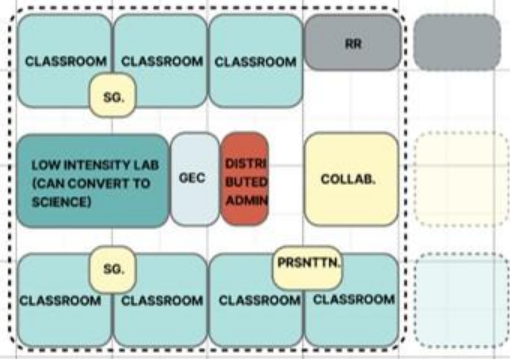 RR
CLASSROOM CLASSROOM CLASSROOM
SG.
LOW INTENSITY LAB
(CAN CONVERT TO
SCIENCE)
GEC
DISTRI
BUTED
ADMIN
COLLAB.
SG.
PRSNTTN.
CLASSROOM CLASSROOM CLASSROOM CLASSROOM